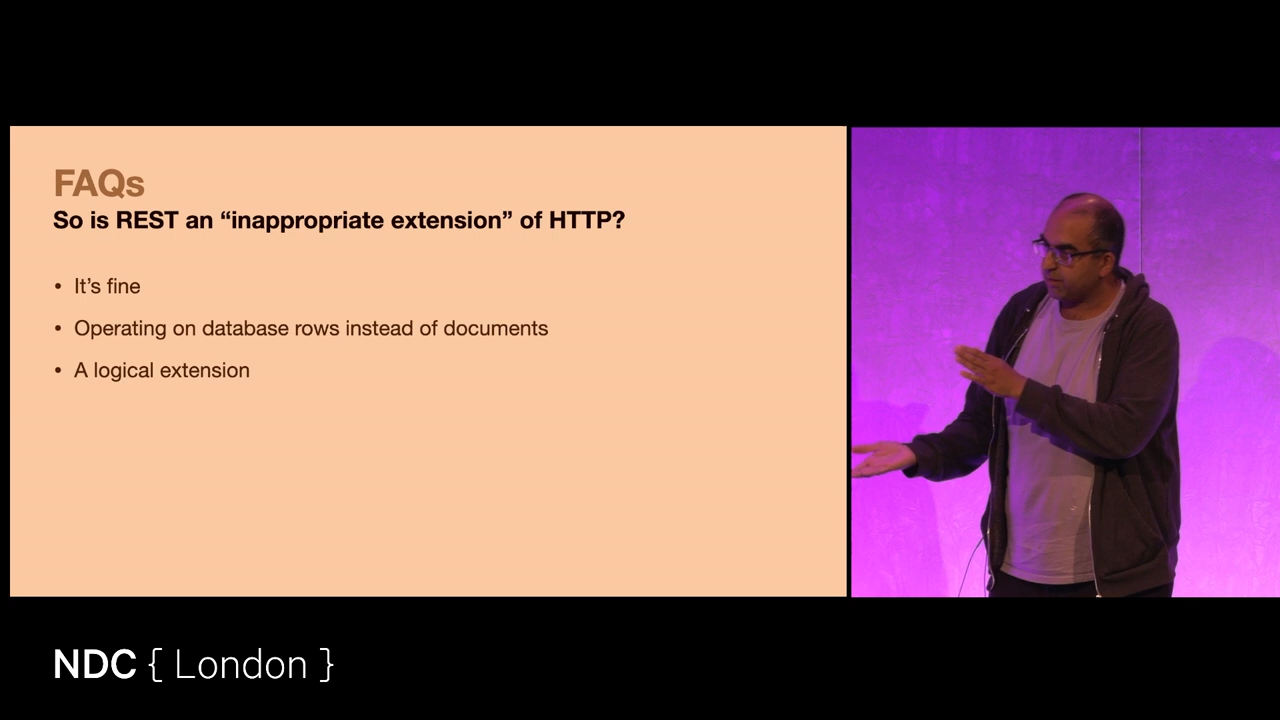 FAQs
So is REST an “inappropriate extension” of HTTP?
• It’s fine
• Operating on database rows instead of documents
• A logical extension
NDC { London }